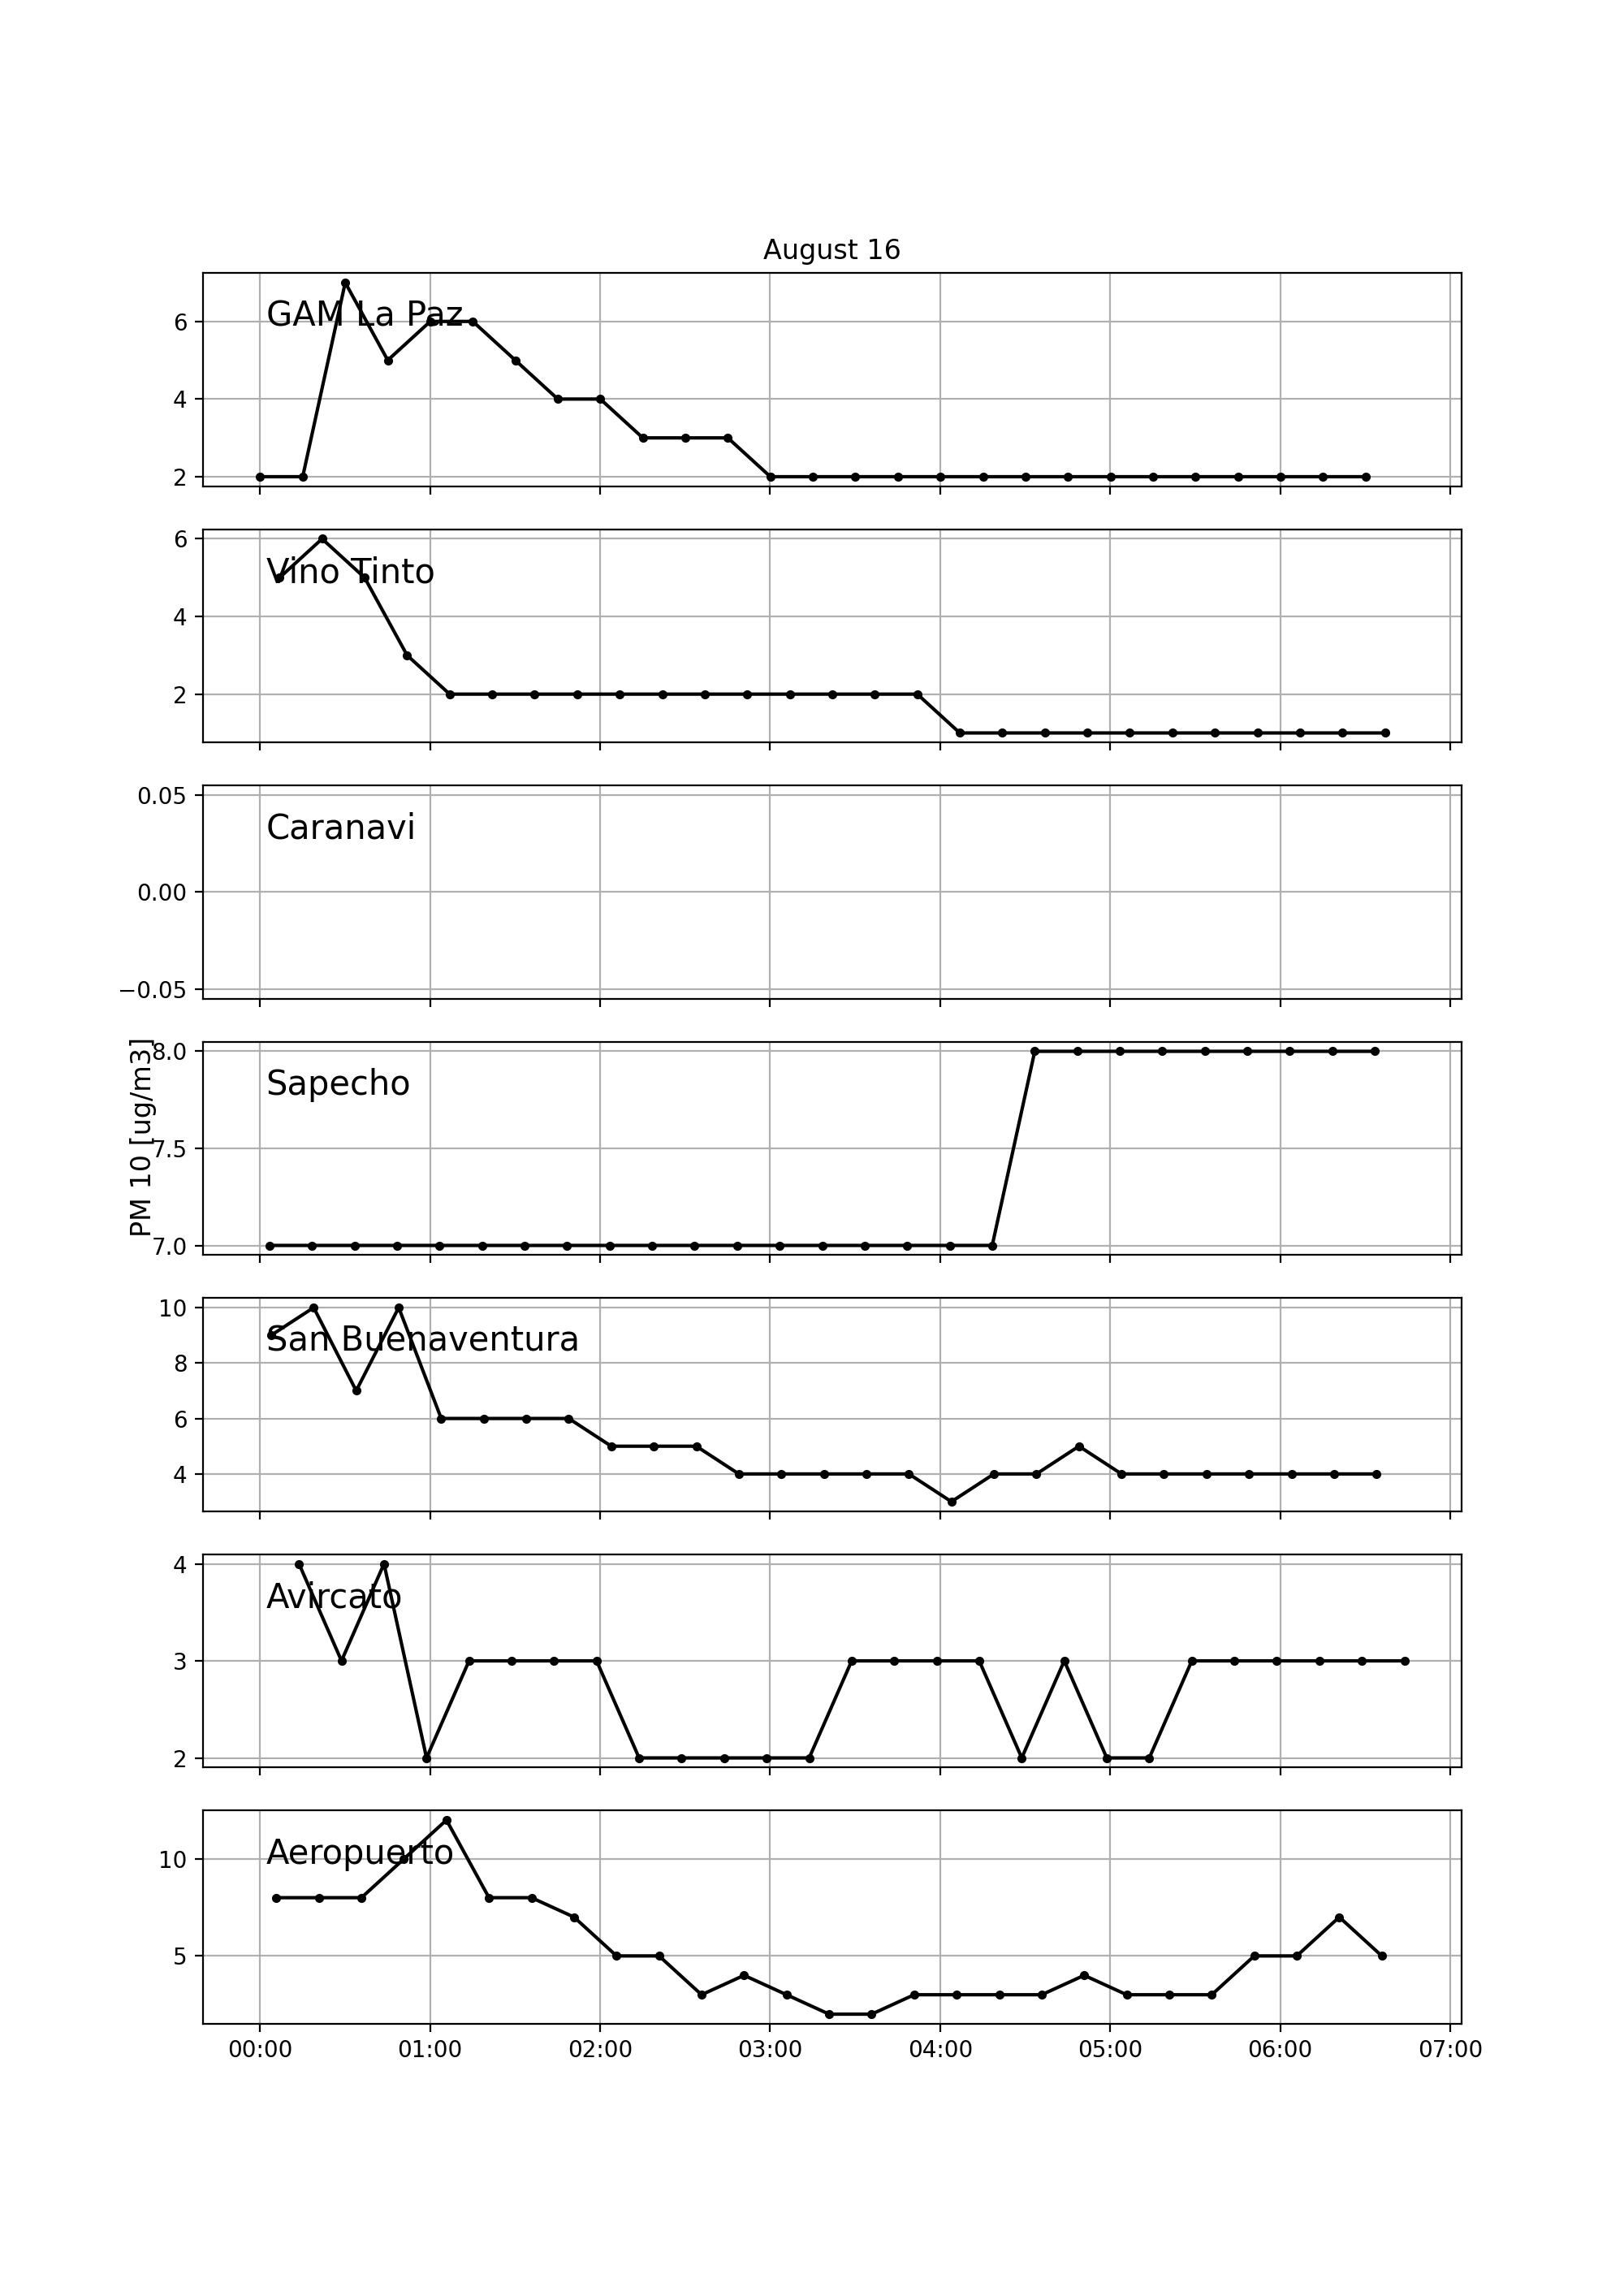 August 16
GAM La Paz
6
4
2
Vino Tinto
6
4
2
Caranavi
0.05
0.00
−0.05
PM 10 [ug/m3]
Sapecho
8.0
7.5
7.0
San Buenaventura
10
8
6
4
Avircato
4
3
2
Aeropuerto
10
5
00:00 01:00 02:00 03:00 04:00 05:00 06:00 07:00